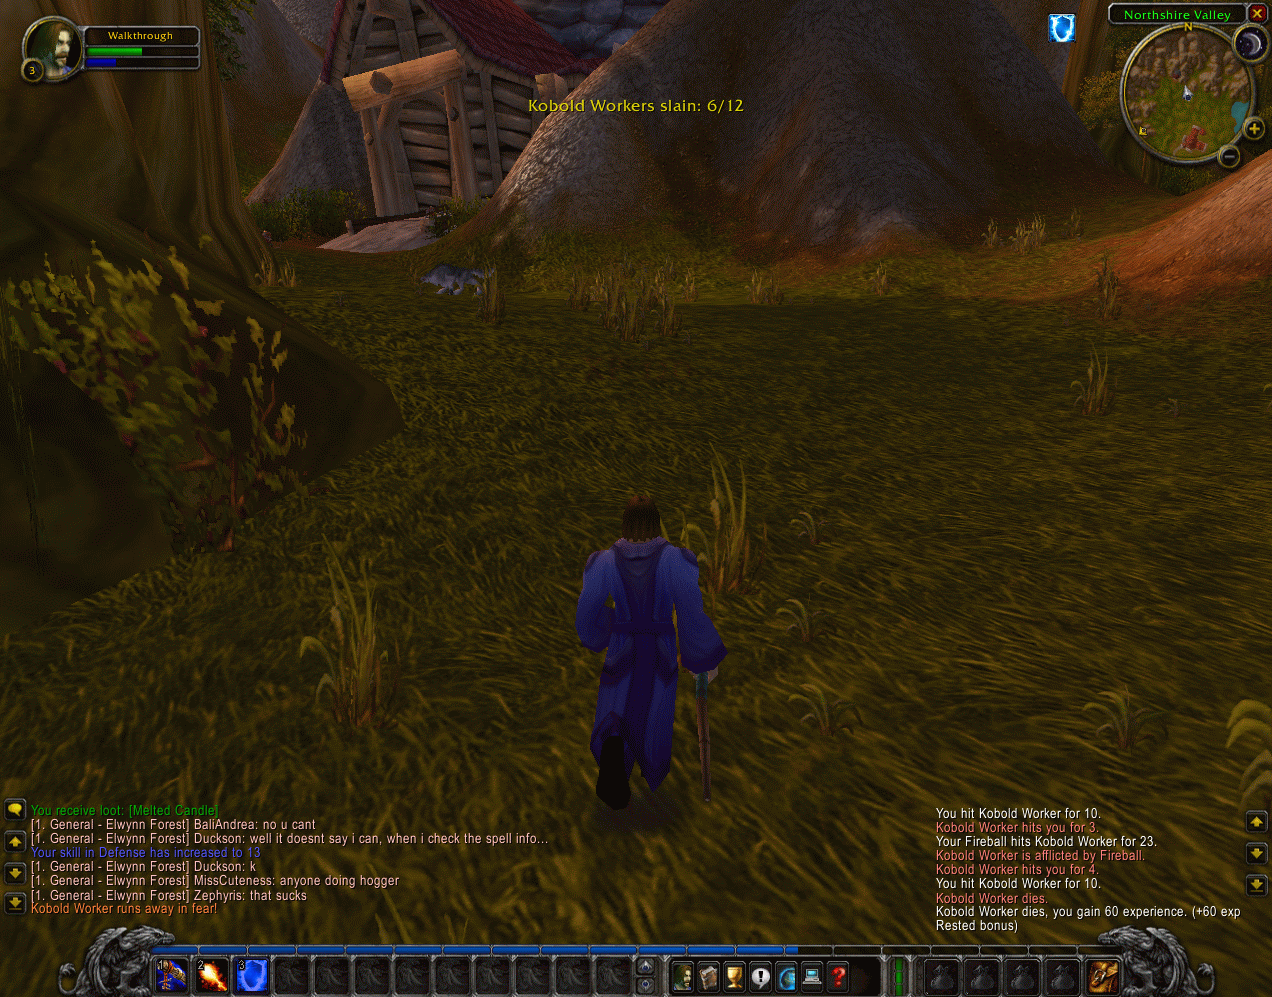 Walkthrough
3
Northshire Valley
N
Kobold Workers slain: 6/12
You receive loot: [Melted Candle]
[1. General - Elwynn Forest] BaliAndrea: no u cant
[1. General - Elwynn Forest] Duckson: well it doesnt say i can, when i check the spell info...
Your skill in Defense has increased to 13
[1. General - Elwynn Forest] Duckson: k
[1. General - Elwynn Forest] MissCuteness: anyone doing hogger
[1. General - Elwynn Forest] Zephyris: that sucks
Kobold Worker runs away in fear!
You hit Kobold Worker for 10.
Kobold Worker hits you for 3.
Your Fireball hits Kobold Worker for 23.
Kobold Worker is afflicted by Fireball.
Kobold Worker hits you for 4.
You hit Kobold Worker for 10.
Kobold Worker dies.
Kobold Worker dies, you gain 60 experience. (+60 exp
Rested bonus)
1 2 3